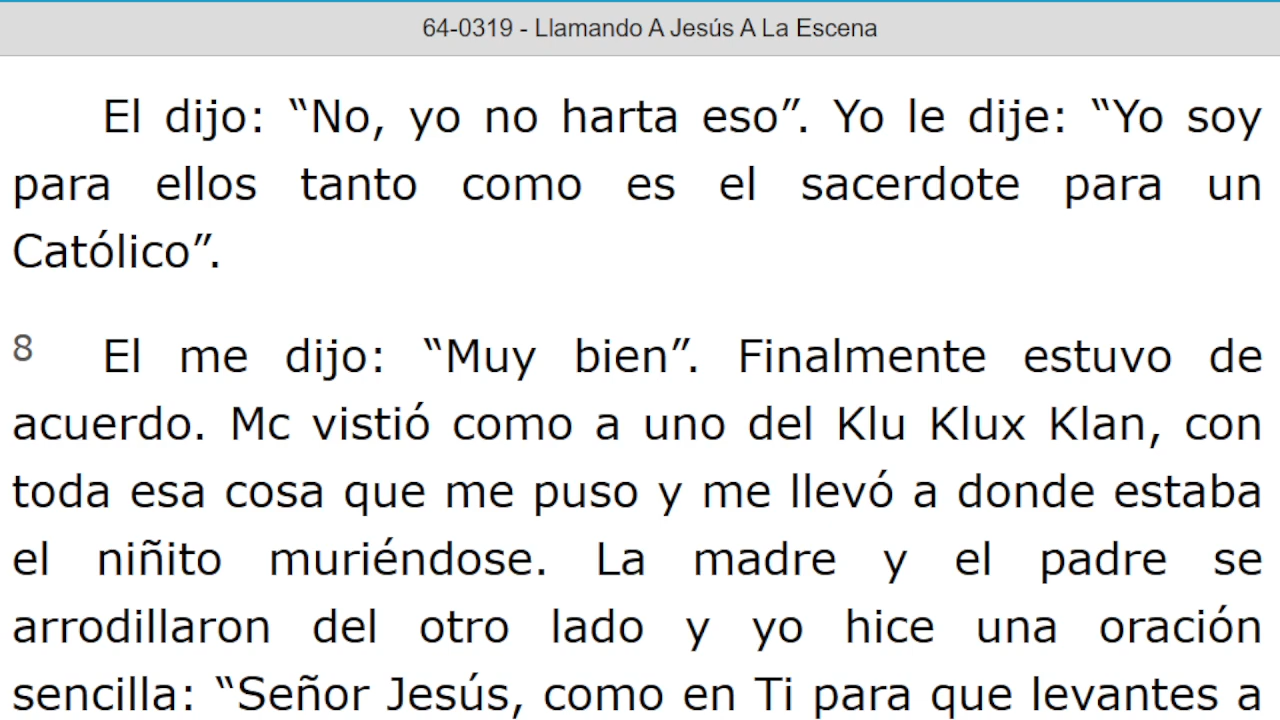 64-0319 - Llamando A Jesús A La Escena
El dijo: “No, yo no harta eso”. Yo le dije: “Yo soy
para ellos tanto como es el sacerdote para un
Católico”.
8 El me dijo: “Muy bien”. Finalmente estuvo de
acuerdo. Mc vistió como a uno del Klu Klux Klan, con
toda esa cosa que me puso y me llevó a donde estaba
el niñito muriéndose. La madre y el padre se
arrodillaron del otro lado y yo hice una oración
sencilla: “Señor Jesús, como en Ti para que levantes a